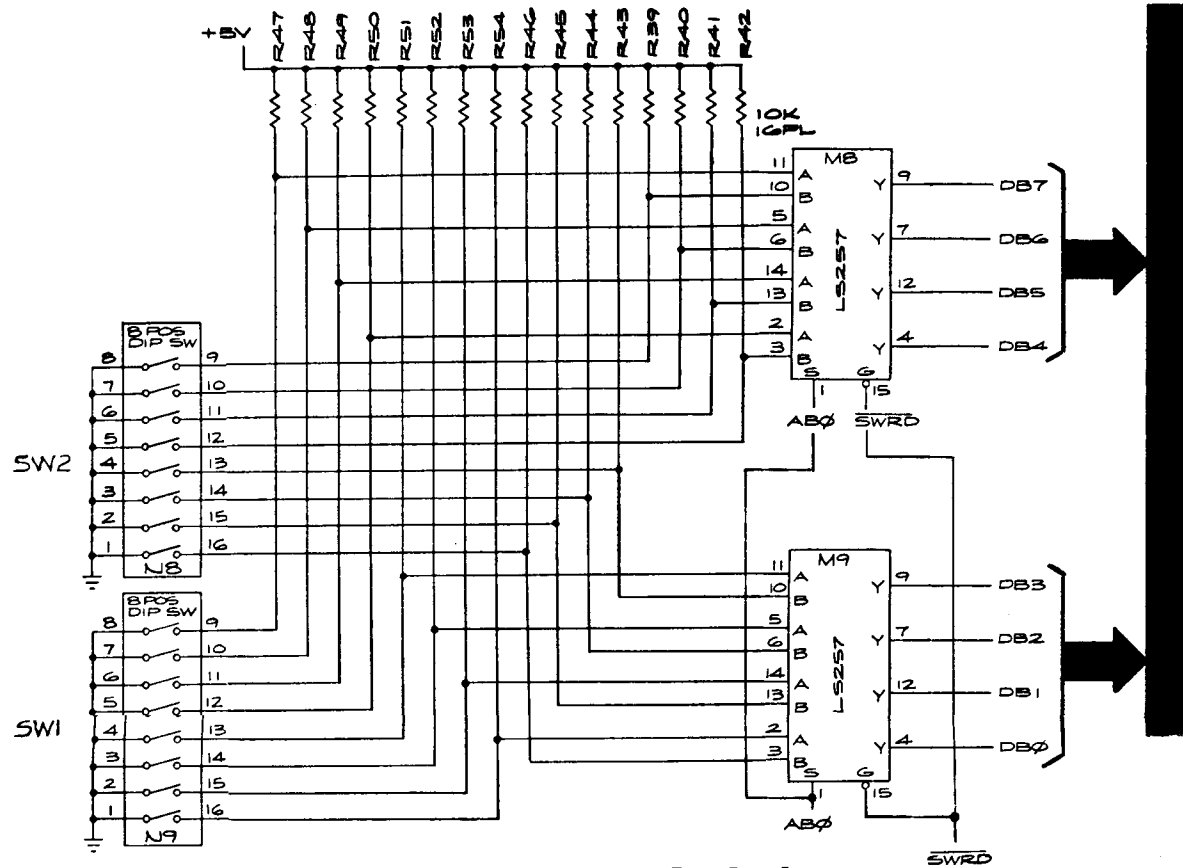 +5V
R47
R48
R49
R50
R51
R52
R53
R54
R46
R45
R44
R43
R39
R40
R41
R42
10K
16PL
M8
LS257
11 A
10 B
5 A
6 B
14 A
13 B
2 A
3 B
Y 9 DB7
Y 7 DB6
Y 12 DB5
Y 4 DB4
S G
1 15
ABØ SWRD
SW2
8 POS
DIP SW
8 9
7 10
6 11
5 12
4 13
3 14
2 15
1 16
N8
SW1
8 POS
DIP SW
8 9
7 10
6 11
5 12
4 13
3 14
2 15
1 16
N9
M9
LS257
11 A
10 B
5 A
6 B
14 A
13 B
2 A
3 B
Y 9 DB3
Y 7 DB2
Y 12 DB1
Y 4 DBØ
S G
1 15
ABØ
SWRD